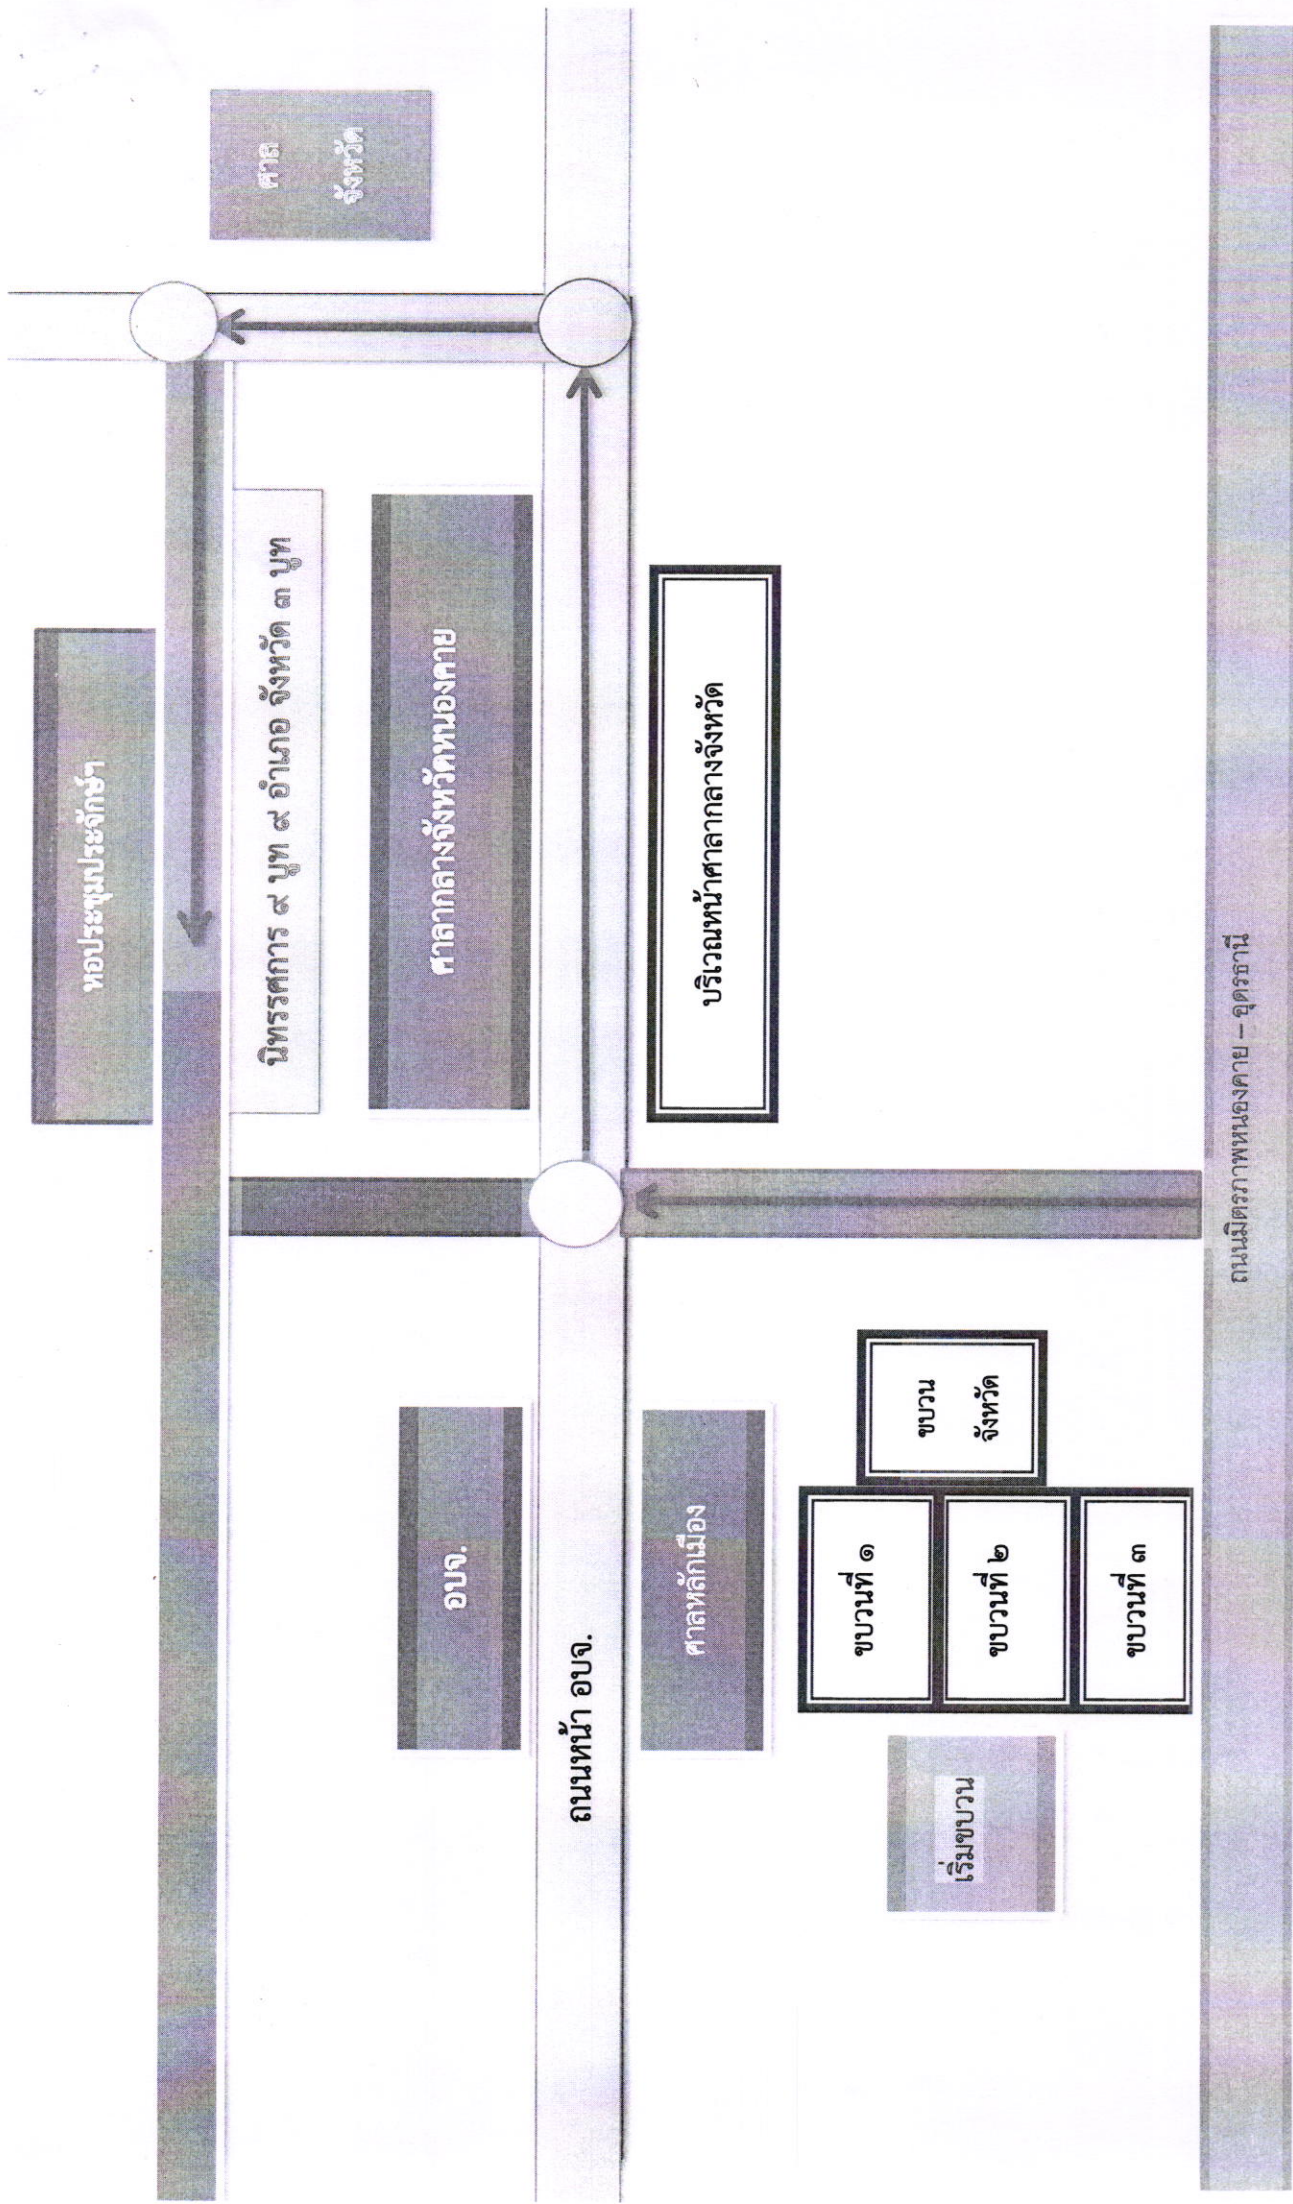 หอประชุมประจักษ์ฯ
นิทรรศการ ๙ บูท ๙ อำเภอ จังหวัด ๓ บูท
ศาล
จังหวัด
ศาลากลางจังหวัดหนองคาย
อบจ.
ถนนหน้า อบจ.
ศาลหลักเมือง
บริเวณหน้าศาลากลางจังหวัด
ขบวนที่ ๑
ขบวน
จังหวัด
เริ่มขบวน
ขบวนที่ ๒
ขบวนที่ ๓
ถนนมิตรภาพหนองคาย – อุดรธานี